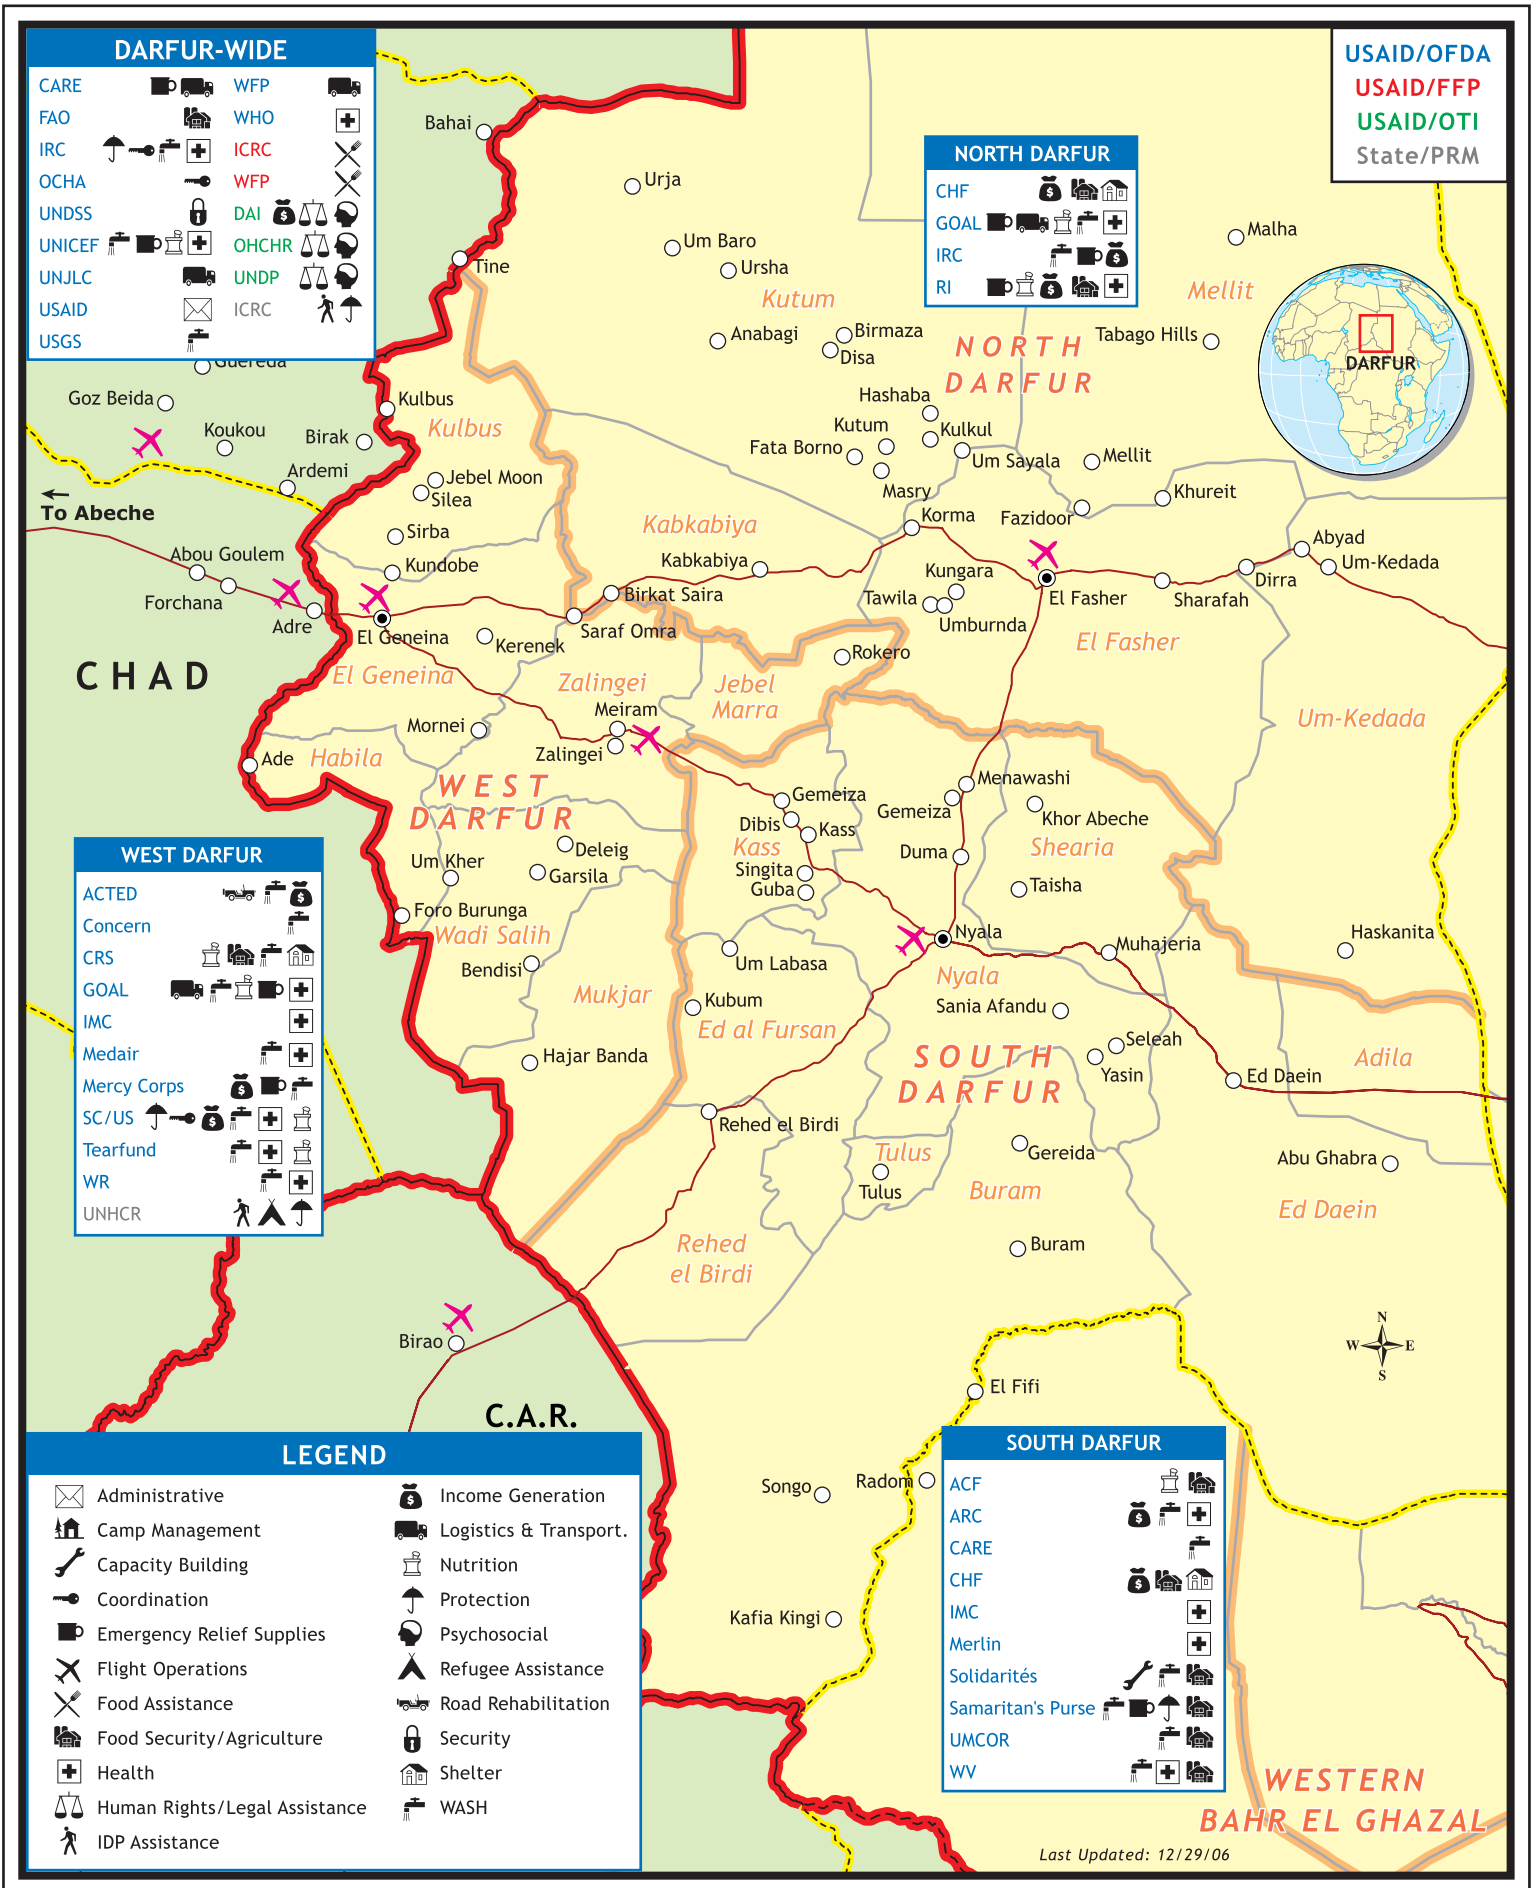 DARFUR-WIDE
CARE
FAO
IRC
OCHA
UNDSS
UNICEF
UNJLC
USAID
USGS
WFP
WHO
ICRC
WFP
DAI
OHCHR
UNDP
ICRC
USAID/OFDA
USAID/FFP
USAID/OTI
State/PRM
NORTH DARFUR
CHF
GOAL
IRC
RI
Bahai
Urja
Um Baro
Ursha
Tine
Kutum
Malha
Mellit
Anabagi
Birmaza
Disa
Tabago Hills
NORTH
DARFUR
DARFUR
Guereda
Goz Beida
Kulbus
Kulbus
Koukou
Birak
Hashaba
Kutum
Kulkul
Fata Borno
Um Sayala
Mellit
Masry
Ardemi
Jebel Moon
Silea
Khureit
To Abeche
Sirba
Kabkabiya
Korma
Fazidoor
Abyad
Abou Goulem
Kundobe
Kabkabiya
Kungara
Um-Kedada
Dirra
Forchana
Birkat Saira
Tawila
El Fasher
Sharafah
Adre
El Geneina
Kerenek
Saraf Omra
Umburnda
El Fasher
Rokero
CHAD
El Geneina
Zalingei
Jebel
Marra
Meiram
Mornei
Zalingei
Um-Kedada
Ade
Habila
WEST
DARFUR
Menawashi
Gemeiza
Gemeiza
Khor Abeche
Dibis
Kass
Kass
Shearia
Deleig
Um Kher
Garsila
Singita
Guba
Duma
Taisha
Foro Burunga
Wadi Salih
Nyala
Muhajeria
Haskanita
Bendisi
Um Labasa
Nyala
Mukjar
Kubum
Ed al Fursan
Sania Afandu
Hajar Banda
SOUTH
DARFUR
Seleah
Yasin
Adila
Ed Daein
Rehed el Birdi
Tulus
Tulus
Gereida
Abu Ghabra
Buram
Ed Daein
Rehed
el Birdi
Buram
WEST DARFUR
ACTED
Concern
CRS
GOAL
IMC
Medair
Mercy Corps
SC/US
Tearfund
WR
UNHCR
Birao
N
W E
S
El Fifi
C.A.R.
Songo
Radom
Kafia Kingi
LEGEND
Administrative
Camp Management
Capacity Building
Coordination
Emergency Relief Supplies
Flight Operations
Food Assistance
Food Security/Agriculture
Health
Human Rights/Legal Assistance
IDP Assistance
Income Generation
Logistics & Transport.
Nutrition
Protection
Psychosocial
Refugee Assistance
Road Rehabilitation
Security
Shelter
WASH
SOUTH DARFUR
ACF
ARC
CARE
CHF
IMC
Merlin
Solidarités
Samaritan's Purse
UMCOR
WV
WESTERN
BAHR EL GHAZAL
Last Updated: 12/29/06